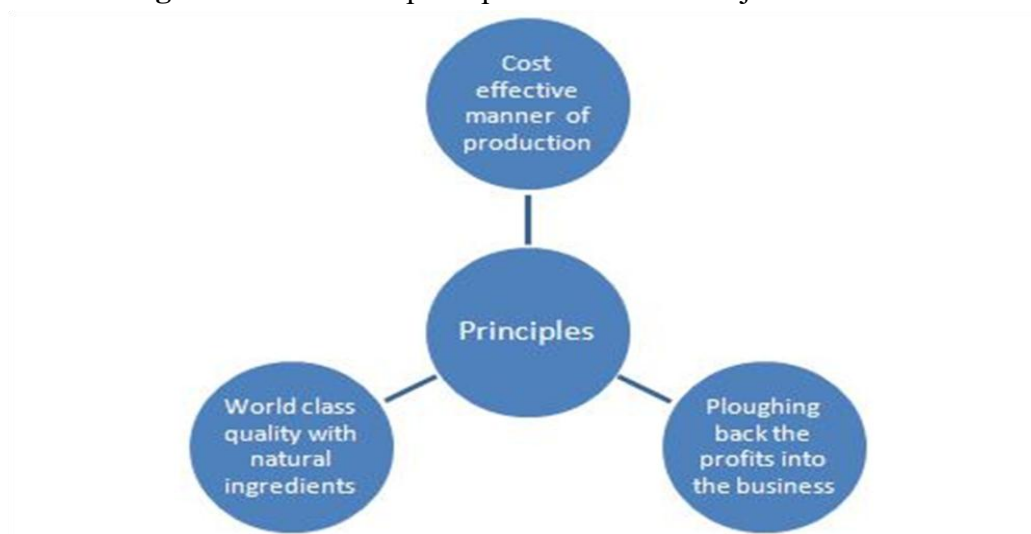 Cost
effective
manner of
production
Principles
World class
quality with
natural
ingredients
Ploughing
back the
profits into
the business